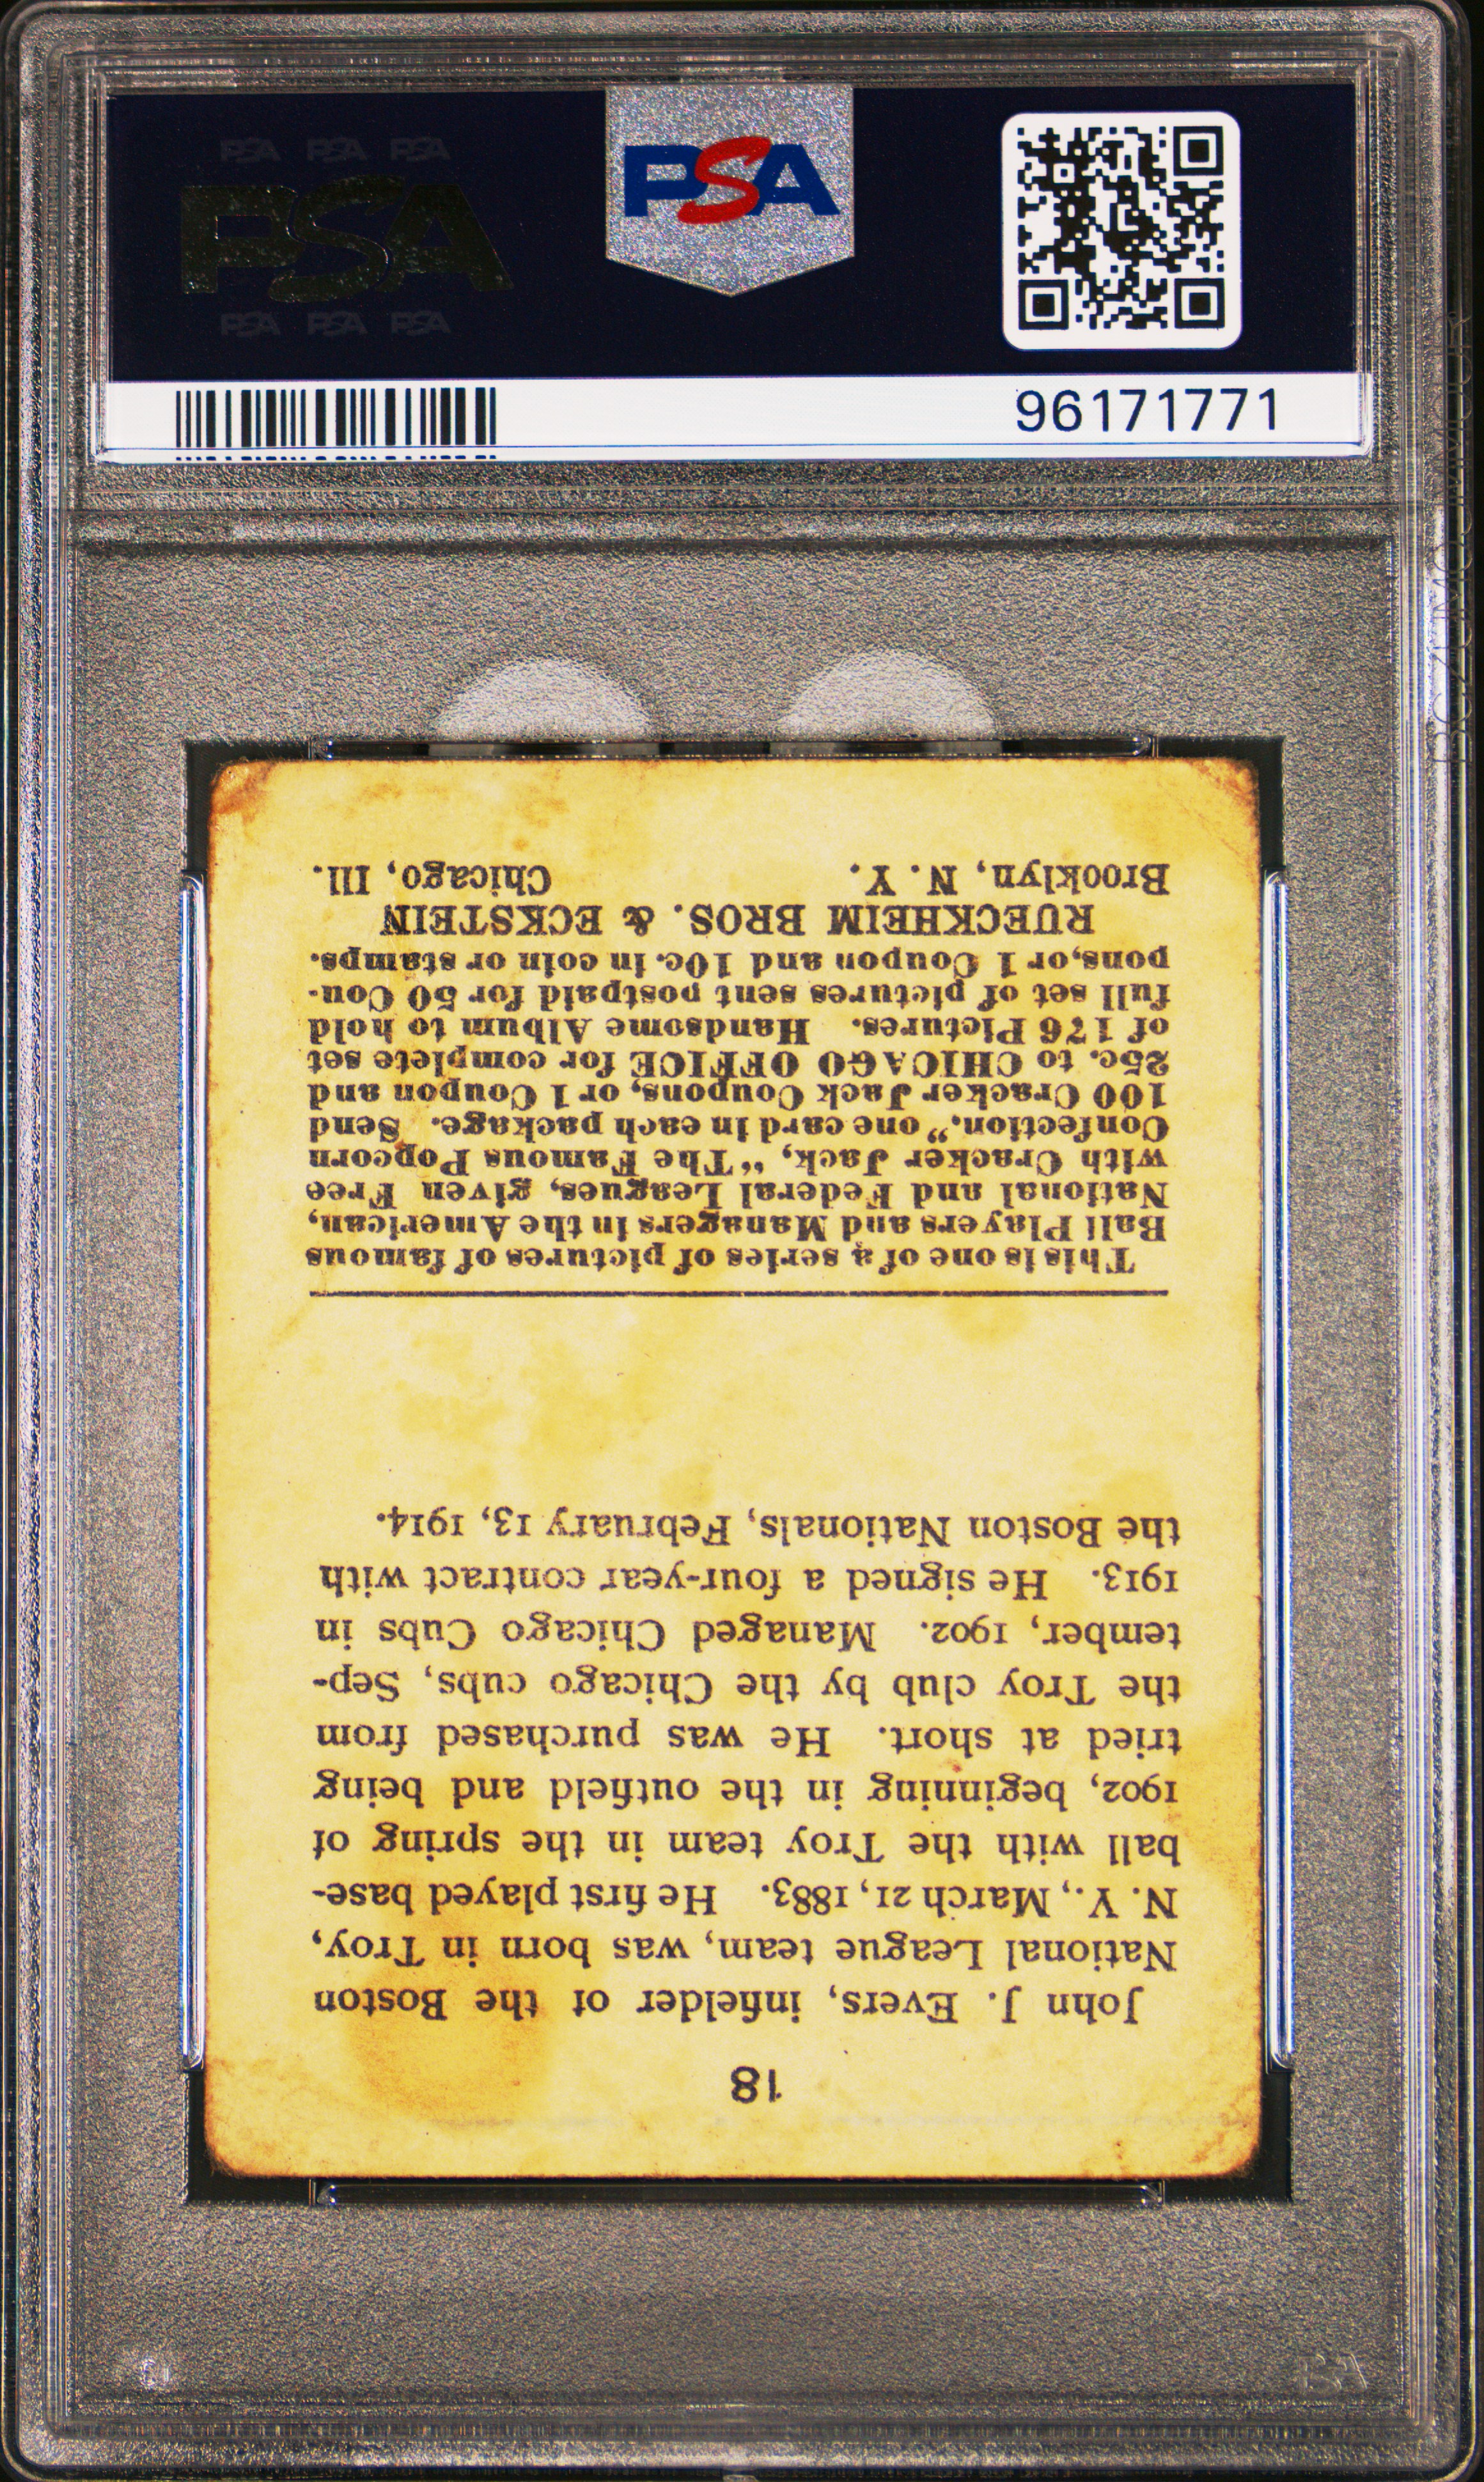 PSA PSA PSA
PSA
PSA PSA PSA
PSA
96171771
18
John J. Evers, infielder of the Boston
National League team, was born in Troy,
N. Y., March 21, 1883. He first played base-
ball with the Troy team in the spring of
1902, beginning in the outfield and being
tried at short. He was purchased from
the Troy club by the Chicago cubs, Sep-
tember, 1902. Managed Chicago Cubs in
1913. He signed a four-year contract with
the Boston Nationals, February 13, 1914.
This is one of a series of pictures of famous
Ball Players and Managers in the American,
National and Federal Leagues, given Free
with Cracker Jack, “The Famous Popcorn
Confection,” one card in each package. Send
100 Cracker Jack Coupons, or 1 Coupon and
25c. to CHICAGO OFFICE for complete set
of 176 Pictures. Handsome Album to hold
full set of pictures sent postpaid for 50 Cou-
pons, or 1 Coupon and 10c. in coin or stamps.
RUECKHEIM BROS. & ECKSTEIN
Brooklyn, N. Y. Chicago, Ill.